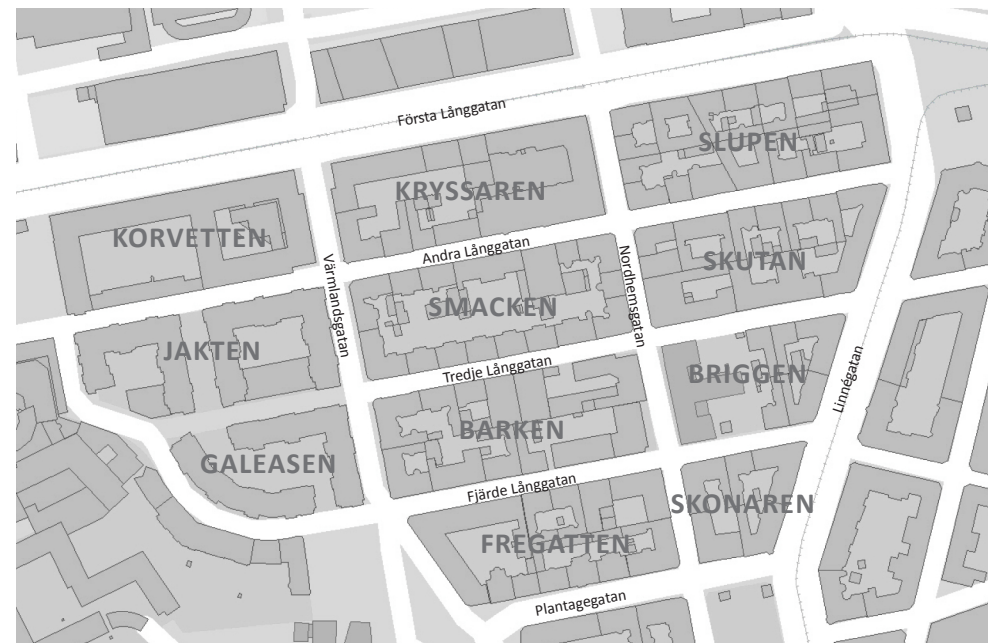 Första Långgatan
SLUPEN
KRYSSAREN
KORVETTEN
Andra Långgatan
Nordhemsgatan
SKUTAN
Värmlandsgatan
SMACKEN
JAKTEN
Tredje Långgatan
BRIGGEN
Linnégatan
BARKEN
GALEASEN
Fjärde Långgatan
SKONAREN
FREGATTEN
Plantagegatan